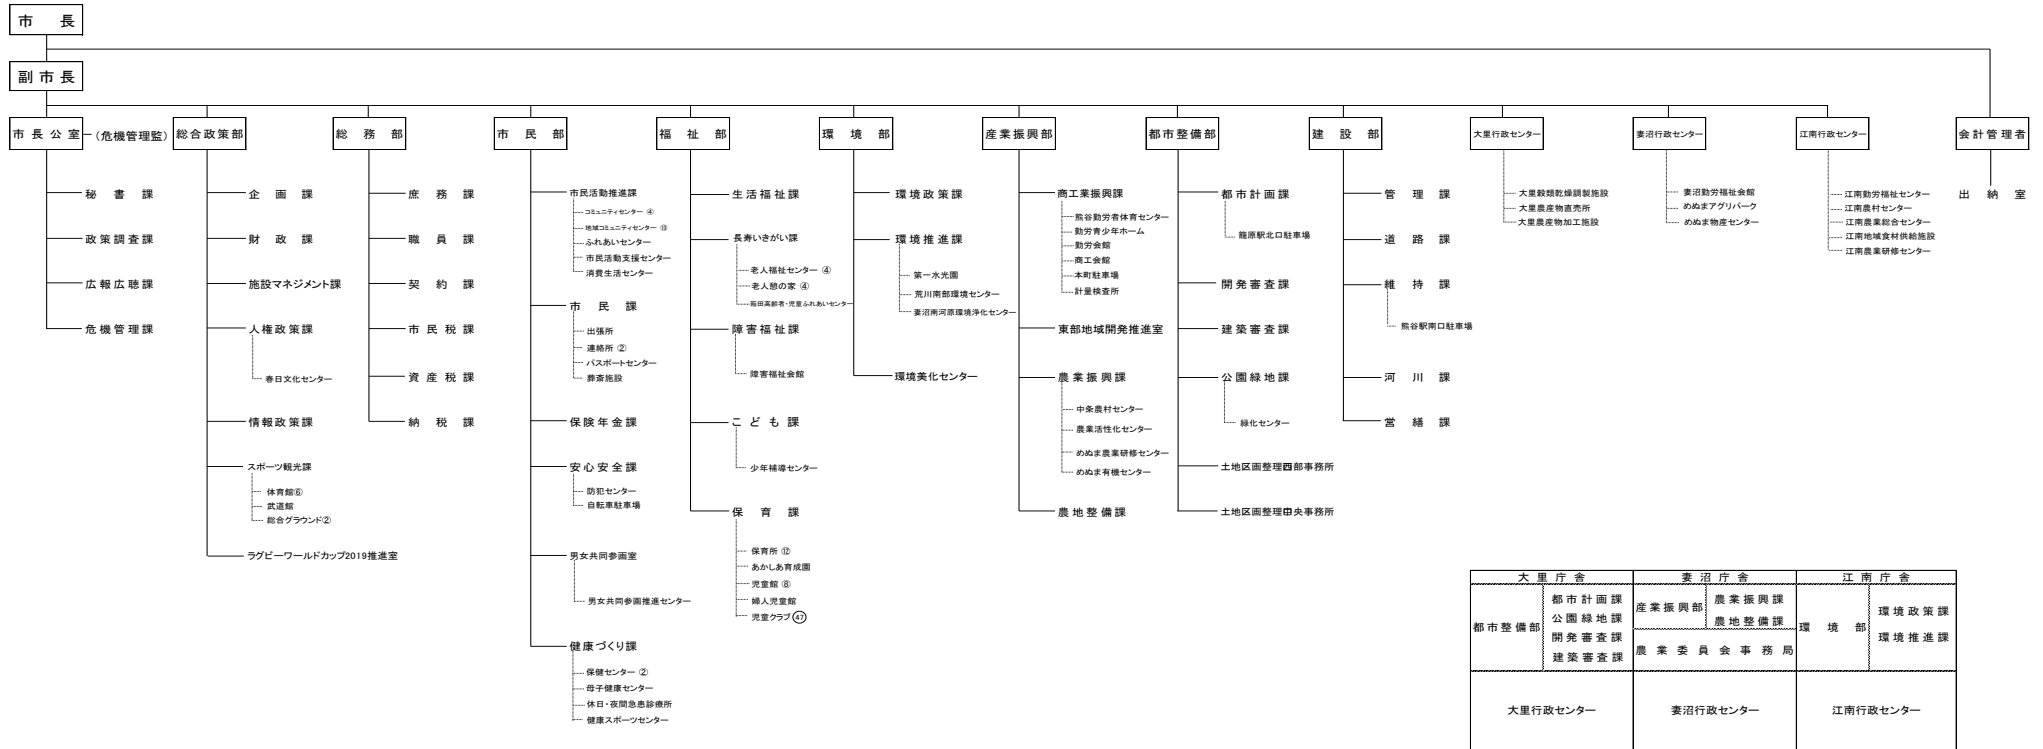 市長
副市長
市長公室
(危機管理監)
秘書課
政策調査課
広報広聴課
危機管理課
総合政策部
企画課
財政課
施設マネジメント課
人権政策課
春日文化センター
情報政策課
スポーツ観光課
体育館⑥
武道館
総合グラウンド②
ラグビーワールドカップ2019推進室
総務部
庶務課
職員課
契約課
市民税課
資産税課
納税課
市民部
市民活動推進課
コミュニティセンター ④
地域コミュニティセンター ⑬
ふれあいセンター
市民活動支援センター
消費生活センター
市民課
出張所
連絡所 ②
パスポートセンター
葬斎施設
保険年金課
安心安全課
防犯センター
自転車駐車場
男女共同参画室
男女共同参画推進センター
健康づくり課
保健センター ②
母子健康センター
休日・夜間急患診療所
健康スポーツセンター
福祉部
生活福祉課
長寿いきがい課
老人福祉センター ④
老人憩の家 ④
箱田高齢者・児童ふれあいセンター
障害福祉課
障害福祉会館
こども課
少年補導センター
保育課
保育所 ⑫
あかしあ育成園
児童館 ⑧
婦人児童館
児童クラブ ㊼
環境部
環境政策課
環境推進課
第一水光園
荒川南部環境センター
妻沼南河原環境浄化センター
環境美化センター
産業振興部
商工業振興課
熊谷勤労者体育センター
勤労青少年ホーム
勤労会館
商工会館
本町駐車場
計量検査所
東部地域開発推進室
農業振興課
中条農村センター
農業活性化センター
めぬま農業研修センター
めぬま有機センター
農地整備課
都市整備部
都市計画課
籠原駅北口駐車場
開発審査課
建築審査課
公園緑地課
緑化センター
土地区画整理西部事務所
土地区画整理中央事務所
建設部
管理課
道路課
維持課
熊谷駅南口駐車場
河川課
営繕課
大里行政センター
大里穀類乾燥調製施設
大里農産物直売所
大里農産物加工施設
妻沼行政センター
妻沼勤労福祉会館
めぬまアグリパーク
めぬま物産センター
江南行政センター
江南勤労福祉センター
江南農村センター
江南農業総合センター
江南地域食材供給施設
江南農業研修センター
会計管理者
出納室
大里庁舎
都市整備部
都市計画課
公園緑地課
開発審査課
建築審査課
大里行政センター
妻沼庁舎
産業振興部
農業振興課
農地整備課
農業委員会事務局
妻沼行政センター
江南庁舎
環境部
環境政策課
環境推進課
江南行政センター